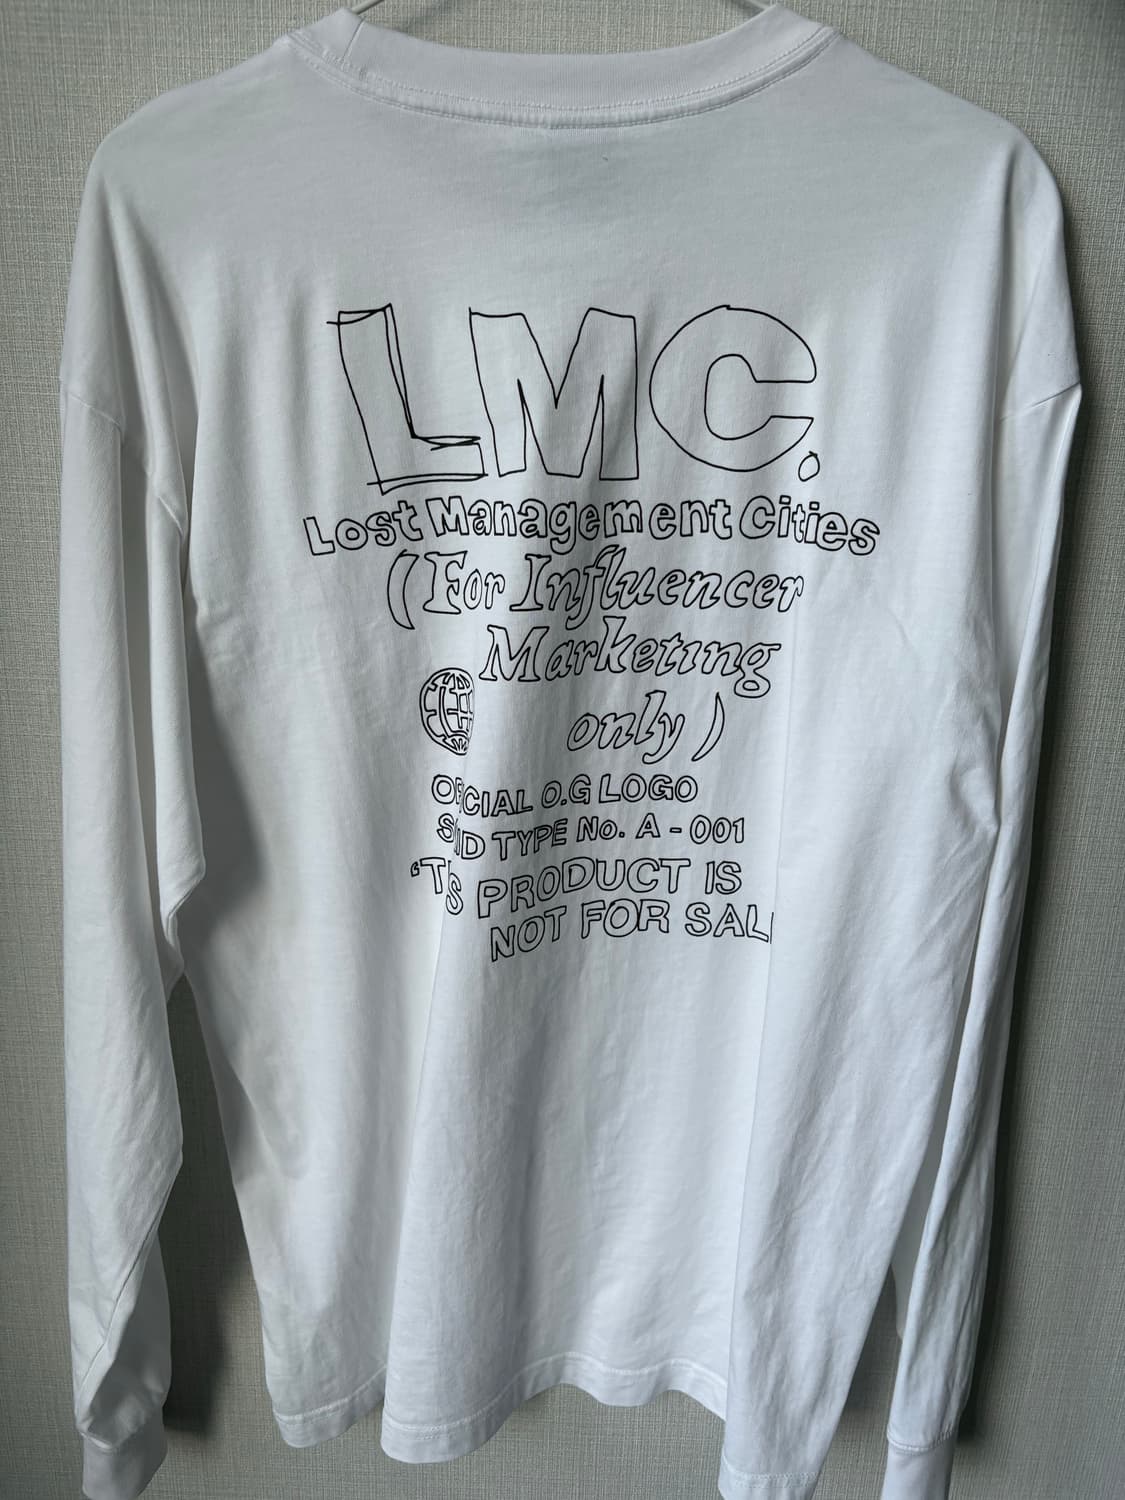 LMC.
Lost Management Cities
(For Influencer
Marketing
only)
LOGO
TYPE No. A-001
PRODUCT IS
NOT FOR